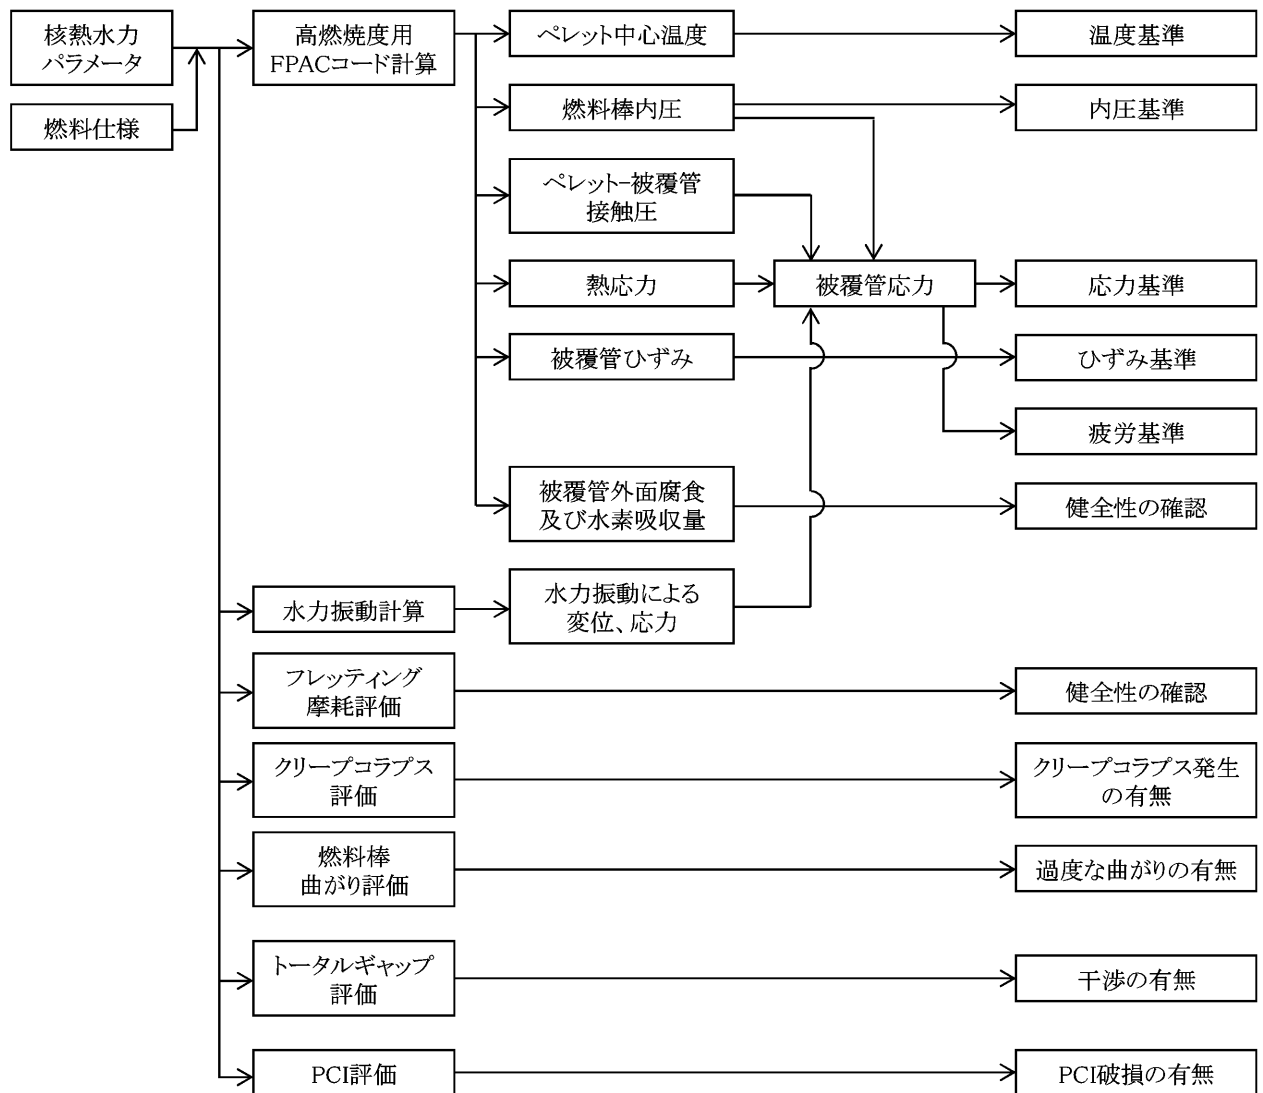 核熱水力
パラメータ
燃料仕様
高燃焼度用
FPACコード計算
ペレット中心温度
温度基準
燃料棒内圧
内圧基準
ペレット−被覆管
接触圧
熱応力
被覆管応力
応力基準
被覆管ひずみ
ひずみ基準
疲労基準
被覆管外面腐食
及び水素吸収量
健全性の確認
水力振動計算
水力振動による
変位、応力
フレッティング
摩耗評価
健全性の確認
クリープコラプス
評価
クリープコラプス発生
の有無
燃料棒
曲がり評価
過度な曲がりの有無
トータルギャップ
評価
干渉の有無
PCI評価
PCI破損の有無